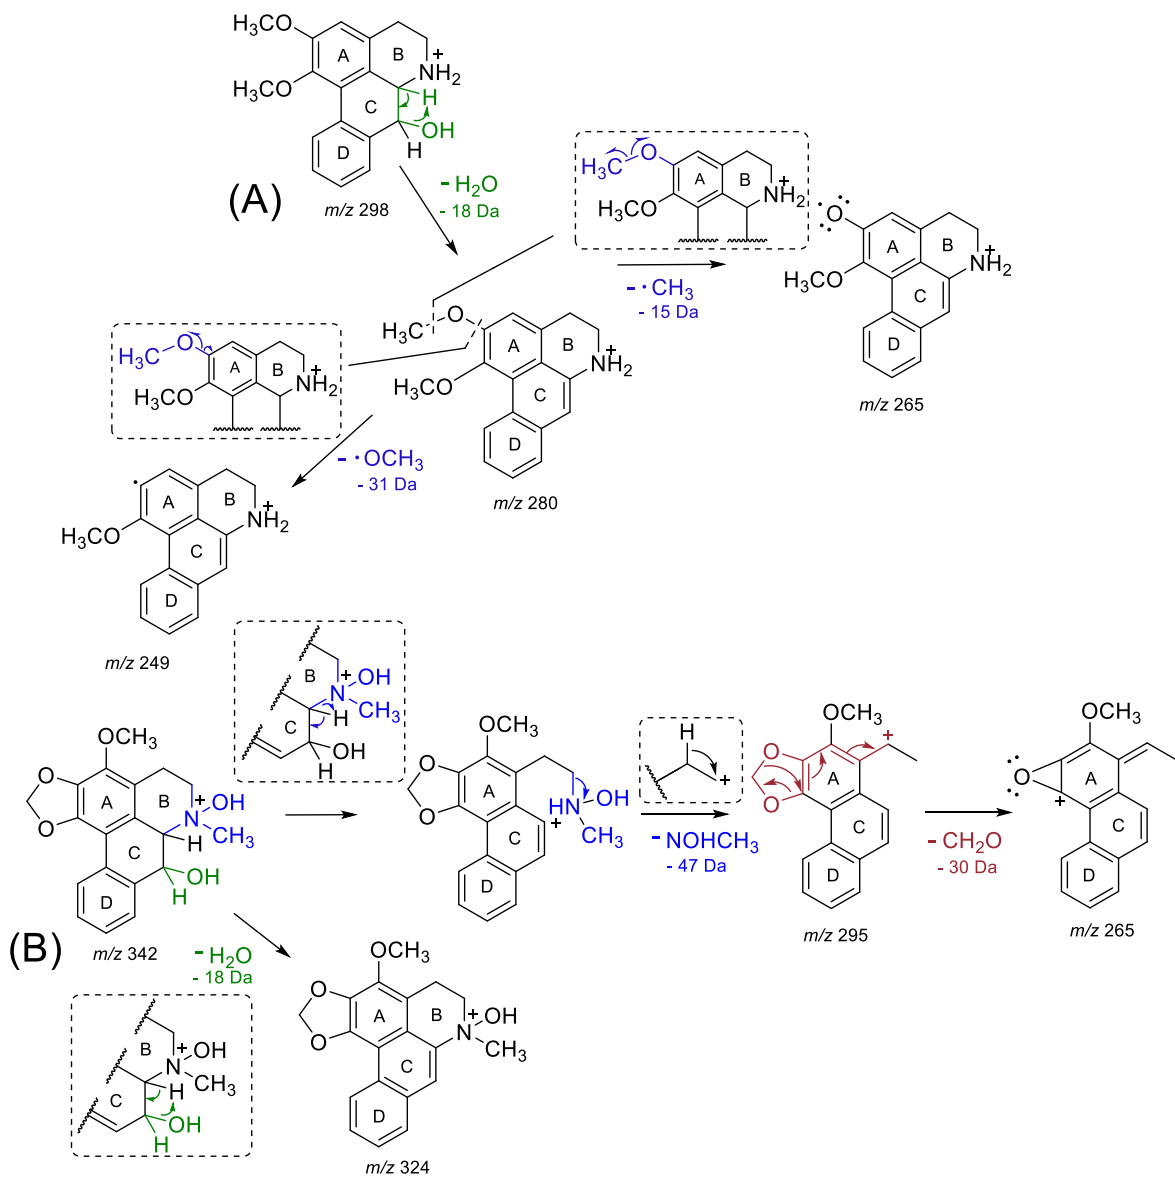 H3CO
H3CO
A
B
+
NH2
H
C
OH
H
D
m/z 298
(A)
- H2O
- 18 Da
H3C
O
H3CO
A
B
+
NH2
- ·CH3
- 15 Da
O
H3CO
A
B
+
NH2
C
D
m/z 265
H3C
O
H3CO
A
B
+
NH2
H3C
O
H3CO
A
B
+
NH2
C
D
m/z 280
- ·OCH3
- 31 Da
H3CO
A
B
+
NH2
C
D
m/z 249
B
+
N
OH
CH3
H
C
OH
H
OCH3
O
O
A
B
+
N
OH
CH3
H
C
OH
H
D
m/z 342
(B)
OCH3
O
O
A
HN
OH
+
CH3
C
D
H
+
- NOHCH3
- 47 Da
OCH3
+
O
O
A
C
D
m/z 295
- CH2O
- 30 Da
OCH3
O
A
+
C
D
m/z 265
- H2O
- 18 Da
B
+
N
OH
CH3
H
C
OH
H
OCH3
O
O
A
B
+
N
OH
CH3
C
D
m/z 324